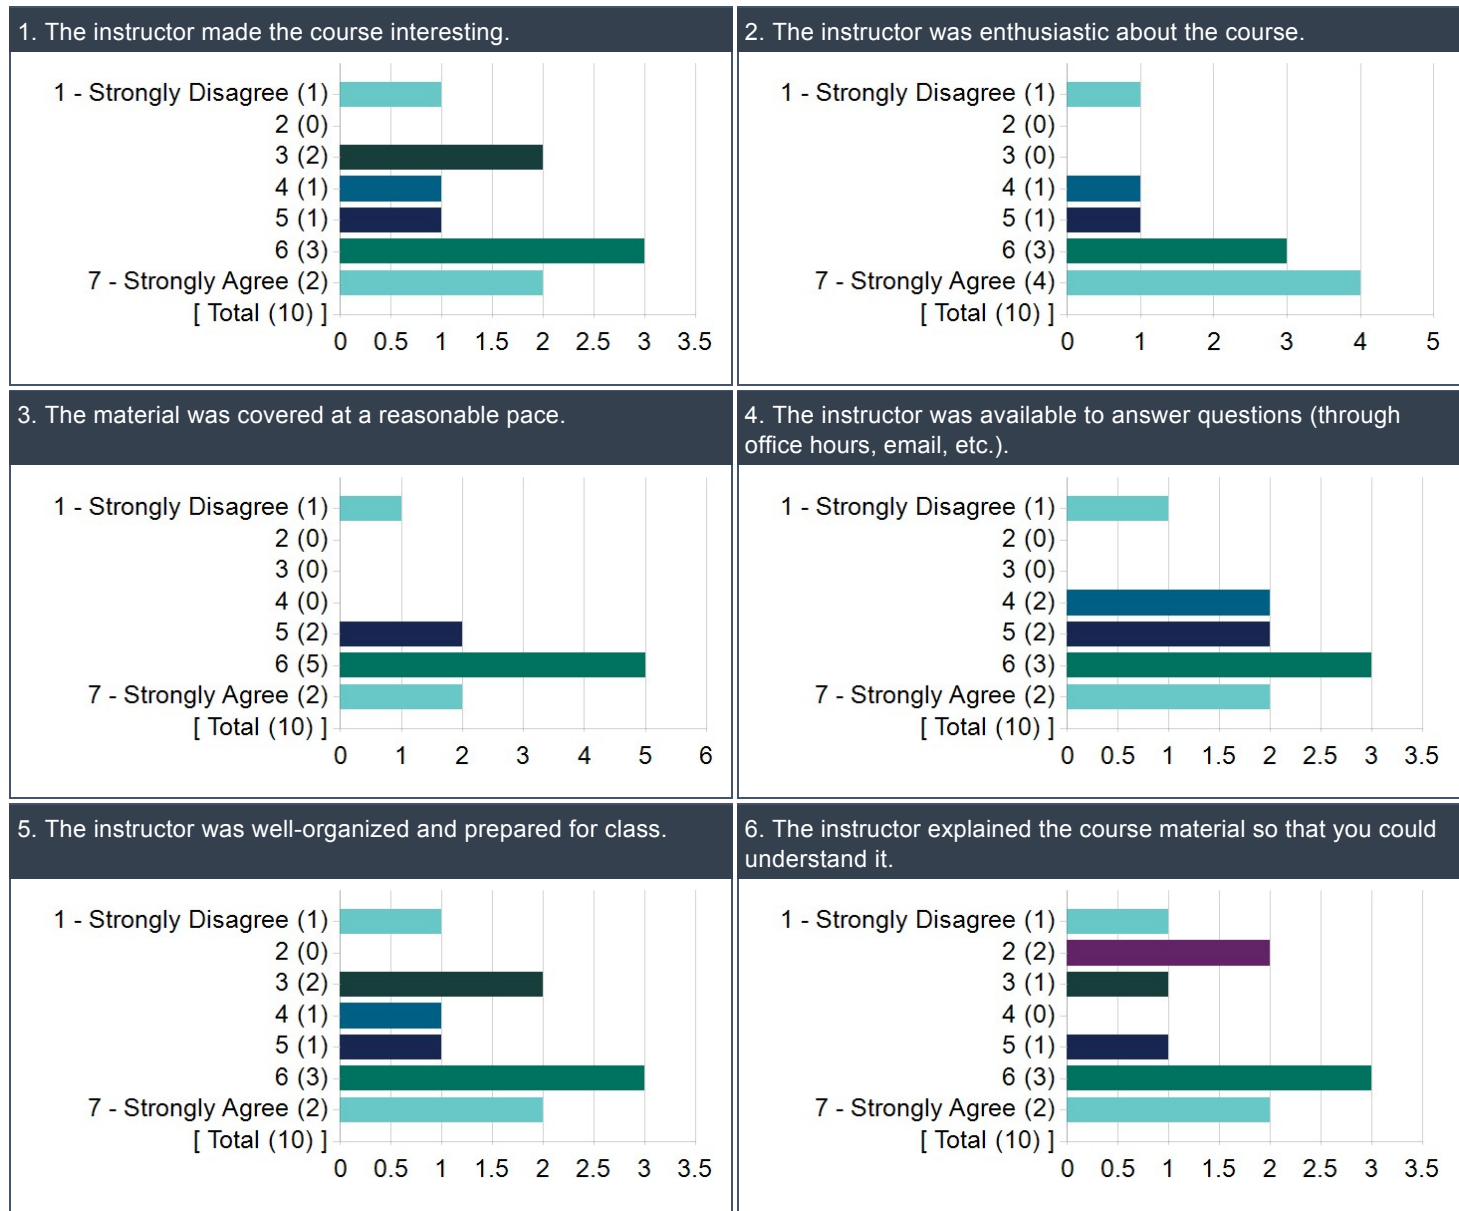 1. The instructor made the course interesting.
1 - Strongly Disagree (1)
2 (0)
3 (2)
4 (1)
5 (1)
6 (3)
7 - Strongly Agree (2)
[ Total (10) ]
0 0.5 1 1.5 2 2.5 3 3.5
2. The instructor was enthusiastic about the course.
1 - Strongly Disagree (1)
2 (0)
3 (0)
4 (1)
5 (1)
6 (3)
7 - Strongly Agree (4)
[ Total (10) ]
0 1 2 3 4 5
3. The material was covered at a reasonable pace.
1 - Strongly Disagree (1)
2 (0)
3 (0)
4 (0)
5 (2)
6 (5)
7 - Strongly Agree (2)
[ Total (10) ]
0 1 2 3 4 5 6
4. The instructor was available to answer questions (through
office hours, email, etc.).
1 - Strongly Disagree (1)
2 (0)
3 (0)
4 (2)
5 (2)
6 (3)
7 - Strongly Agree (2)
[ Total (10) ]
0 0.5 1 1.5 2 2.5 3 3.5
5. The instructor was well-organized and prepared for class.
1 - Strongly Disagree (1)
2 (0)
3 (2)
4 (1)
5 (1)
6 (3)
7 - Strongly Agree (2)
[ Total (10) ]
0 0.5 1 1.5 2 2.5 3 3.5
6. The instructor explained the course material so that you could
understand it.
1 - Strongly Disagree (1)
2 (2)
3 (1)
4 (0)
5 (1)
6 (3)
7 - Strongly Agree (2)
[ Total (10) ]
0 0.5 1 1.5 2 2.5 3 3.5